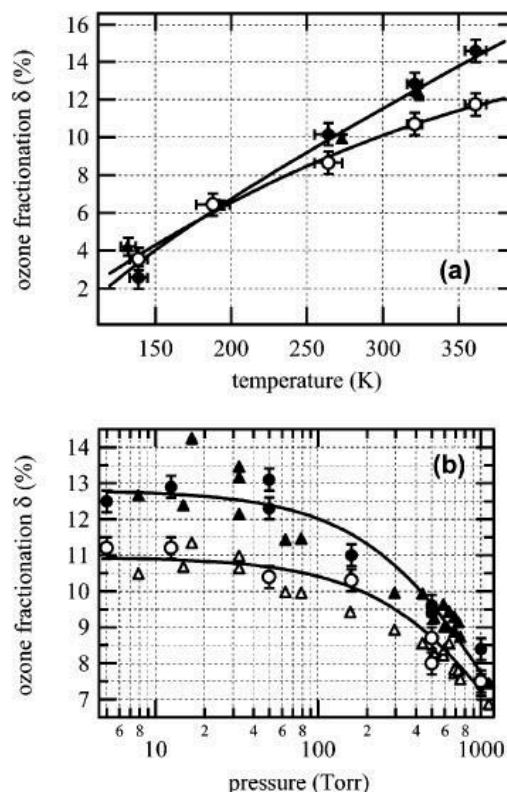 16
14
12
10
8
6
4
2
ozone fractionation δ (%)
(a)
150 200 250 300 350
temperature (K)
14
13
12
11
10
9
8
7
ozone fractionation δ (%)
(b)
6 8 2 4 6 8 2 4 6 8
10 100 1000
pressure (Torr)